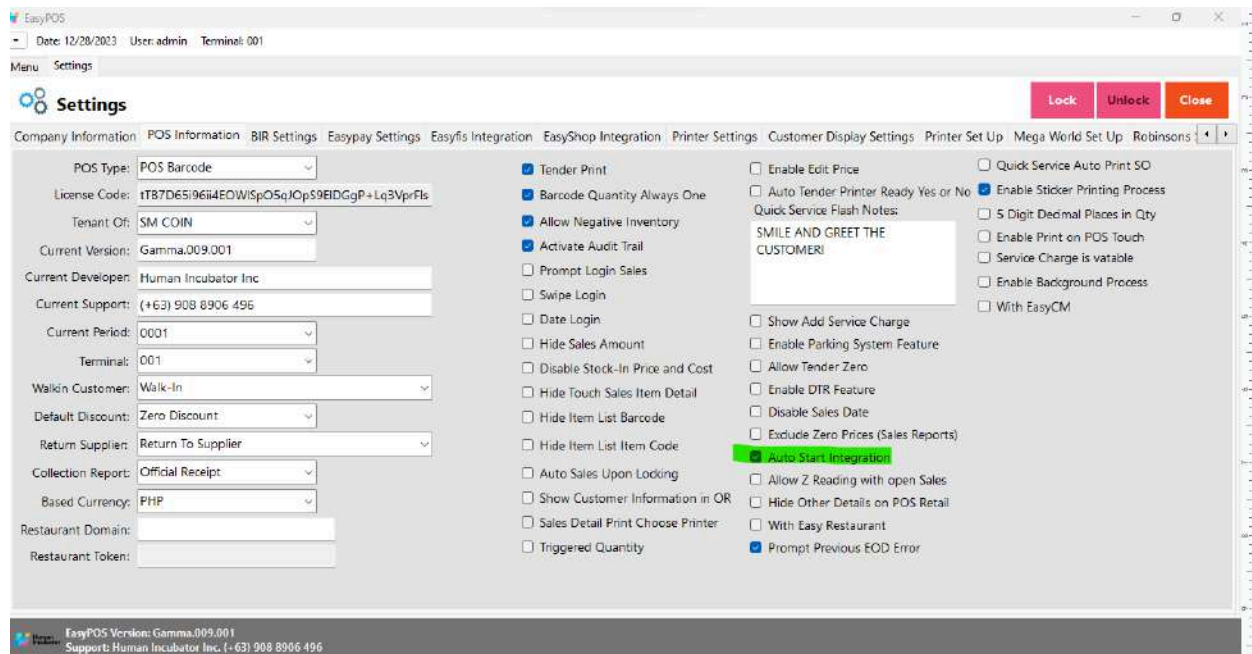 EasyPOS
Date: 12/28/2023 User: admin Terminal: 001
Menu Settings
Settings
Lock Unlock Close
Company Information POS Information BIR Settings Easypay Settings Easyfis Integration EasyShop Integration Printer Settings Customer Display Settings Printer Set Up Mega World Set Up Robinsons
POS Type: POS Barcode
License Code:
Tenant Of: SM COIN
Current Version: Gamma.009.001
Current Developer: Human Incubator Inc
Current Support: (+63) 908 8906 496
Current Period: 0001
Terminal: 001
Walkin Customer: Walk-In
Default Discount: Zero Discount
Return Supplier: Return To Supplier
Collection Report: Official Receipt
Based Currency: PHP
Restaurant Domain:
Restaurant Token:
Tender Print
Barcode Quantity Always One
Allow Negative Inventory
Activate Audit Trail
Prompt Login Sales
Swipe Login
Date Login
Hide Sales Amount
Disable Stock-In Price and Cost
Hide Touch Sales Item Detail
Hide Item List Barcode
Hide Item List Item Code
Auto Sales Upon Locking
Show Customer Information in OR
Sales Detail Print Choose Printer
Triggered Quantity
Enable Edit Price
Auto Tender Printer Ready Yes or No
Quick Service Flash Notes:
SMILE AND GREET THE
CUSTOMER!
Show Add Service Charge
Enable Parking System Feature
Allow Tender Zero
Enable DTR Feature
Disable Sales Date
Exclude Zero Prices (Sales Reports)
Auto Start Integration
Allow Z Reading with open Sales
Hide Other Details on POS Retail
With Easy Restaurant
Prompt Previous EOD Error
Quick Service Auto Print SO
Enable Sticker Printing Process
5 Digit Decimal Places in Qty
Enable Print on POS Touch
Service Charge is vatable
Enable Background Process
With EasyCM
EasyPOS Version: Gamma.009.001
Support: Human Incubator Inc. (+63) 908 8906 496